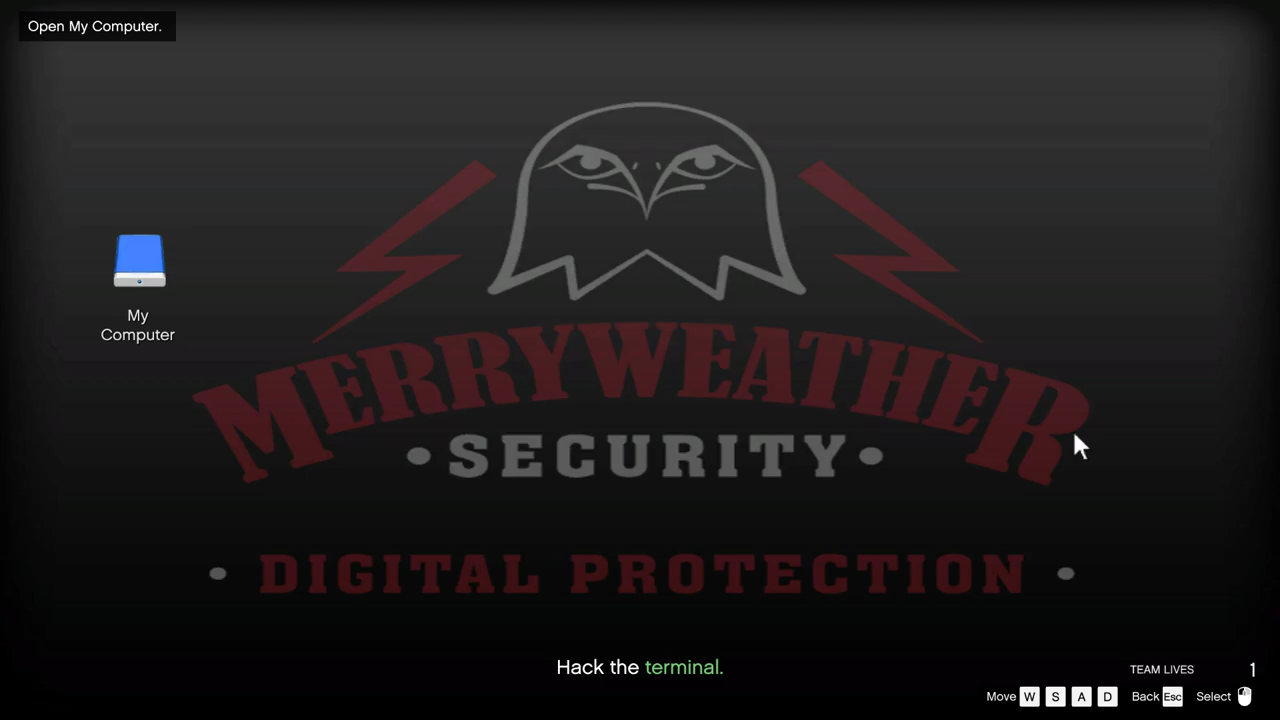 Open My Computer.
My
Computer
MERRYWEATHER
SECURITY
DIGITAL PROTECTION
Hack the terminal.
TEAM LIVES 1
Move W S A D Back Esc Select